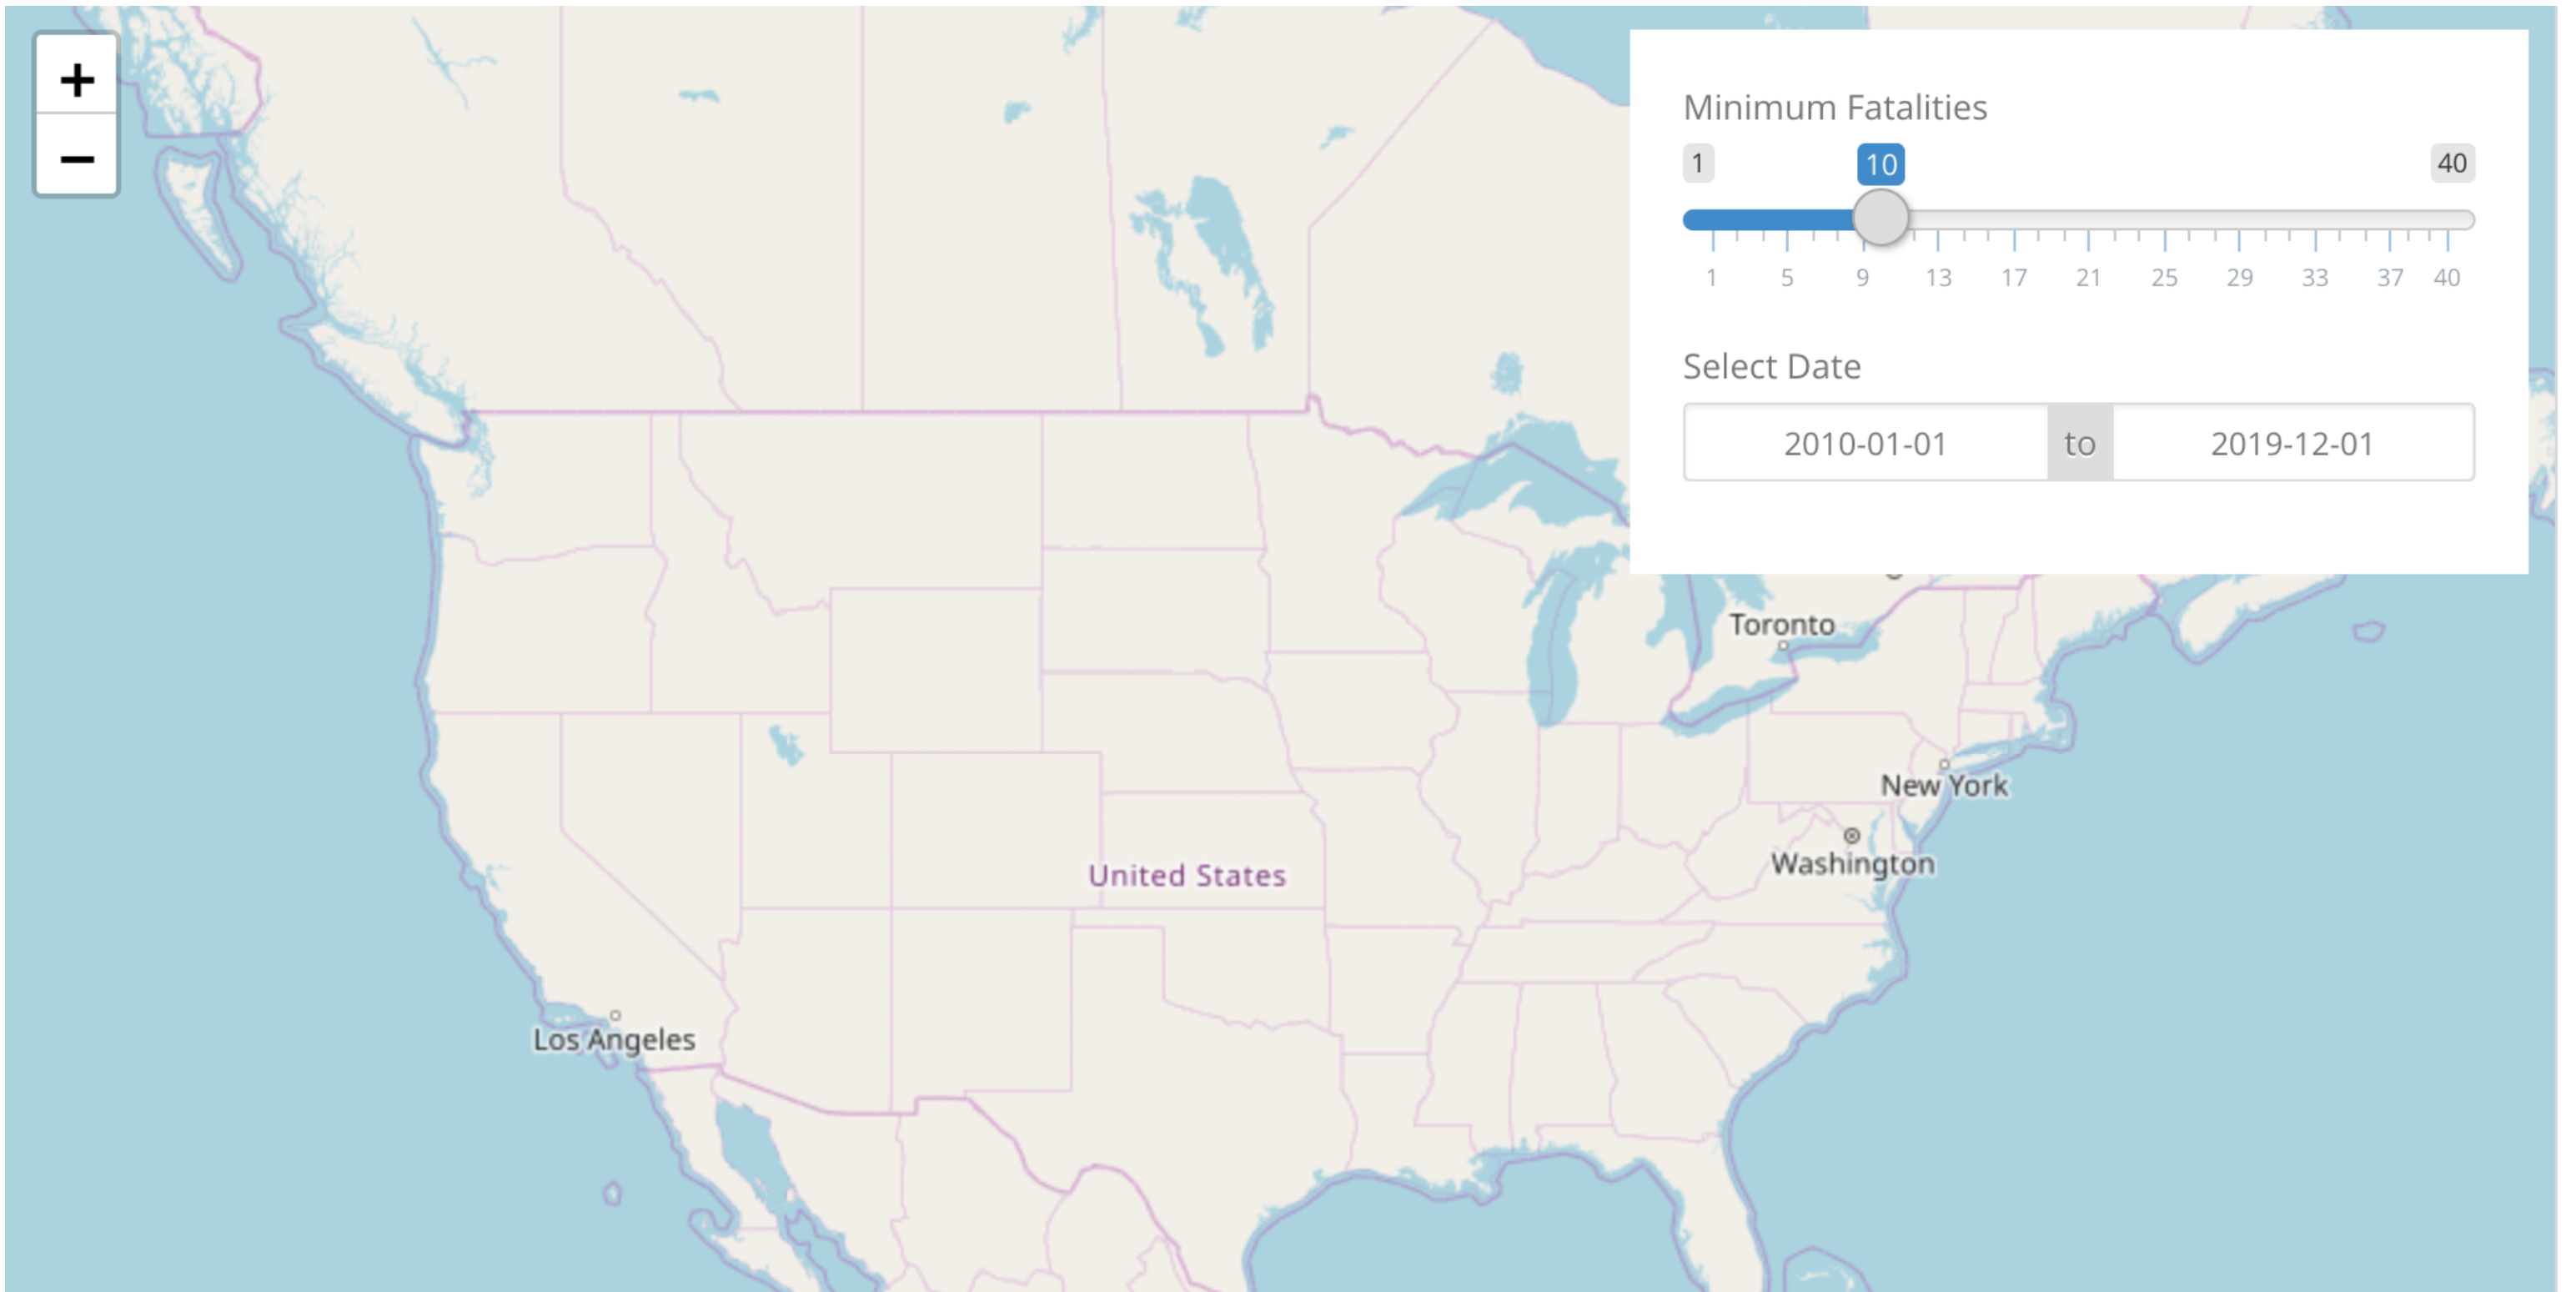 +
−
Minimum Fatalities
1 10 40
1 5 9 13 17 21 25 29 33 37 40
Select Date
2010-01-01 to 2019-12-01
Toronto
New York
Washington
United States
Los Angeles